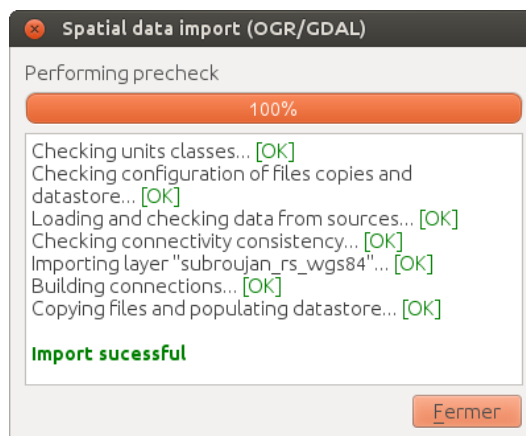 Spatial data import (OGR/GDAL)
Performing precheck
100%
Checking units classes... [OK]
Checking configuration of files copies and
datastore... [OK]
Loading and checking data from sources... [OK]
Checking connectivity consistency... [OK]
Importing layer "subroujan_rs_wgs84"... [OK]
Building connections... [OK]
Copying files and populating datastore... [OK]
Import sucessful
Fermer